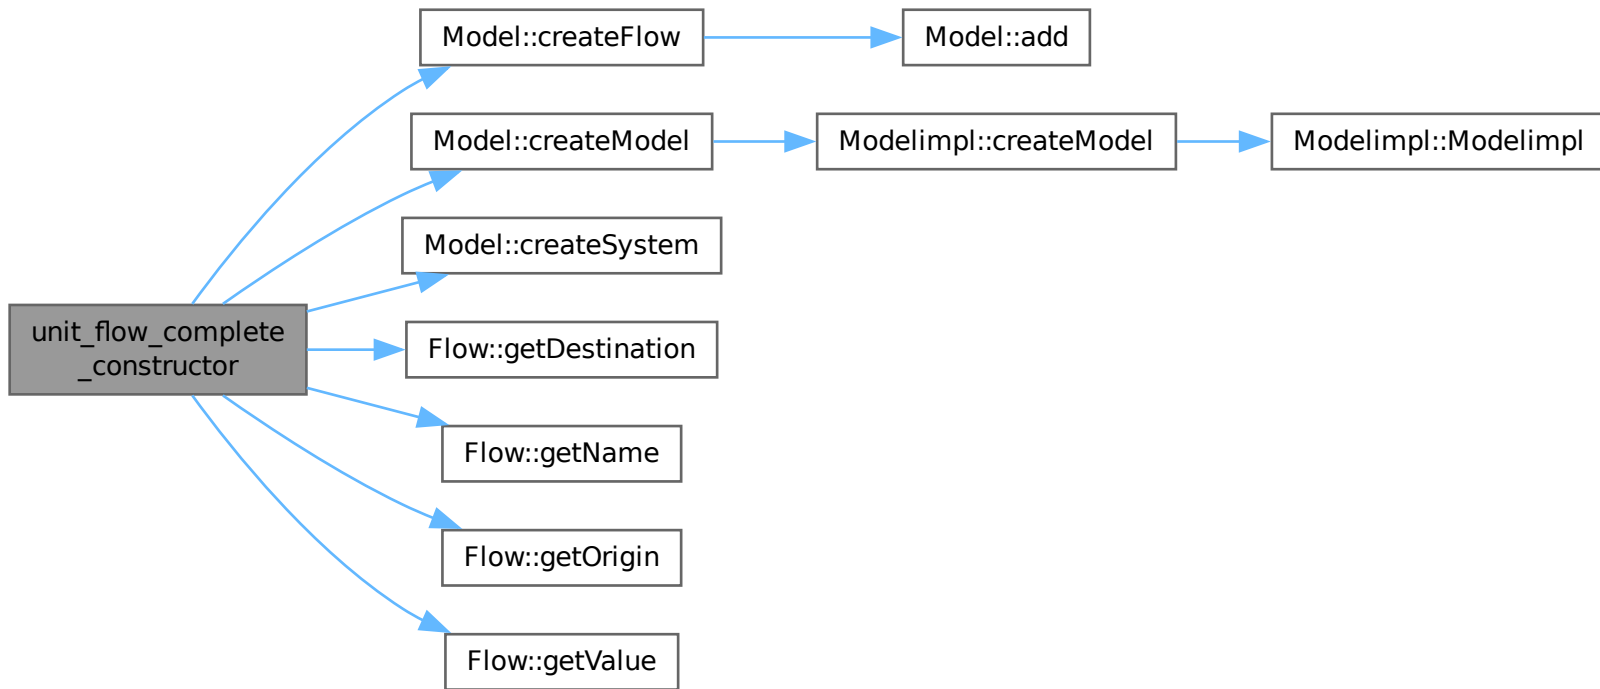 Model::createFlow
Model::add
Model::createModel
Modelimpl::createModel
Modelimpl::Modelimpl
Model::createSystem
unit_flow_complete
_constructor
Flow::getDestination
Flow::getName
Flow::getOrigin
Flow::getValue